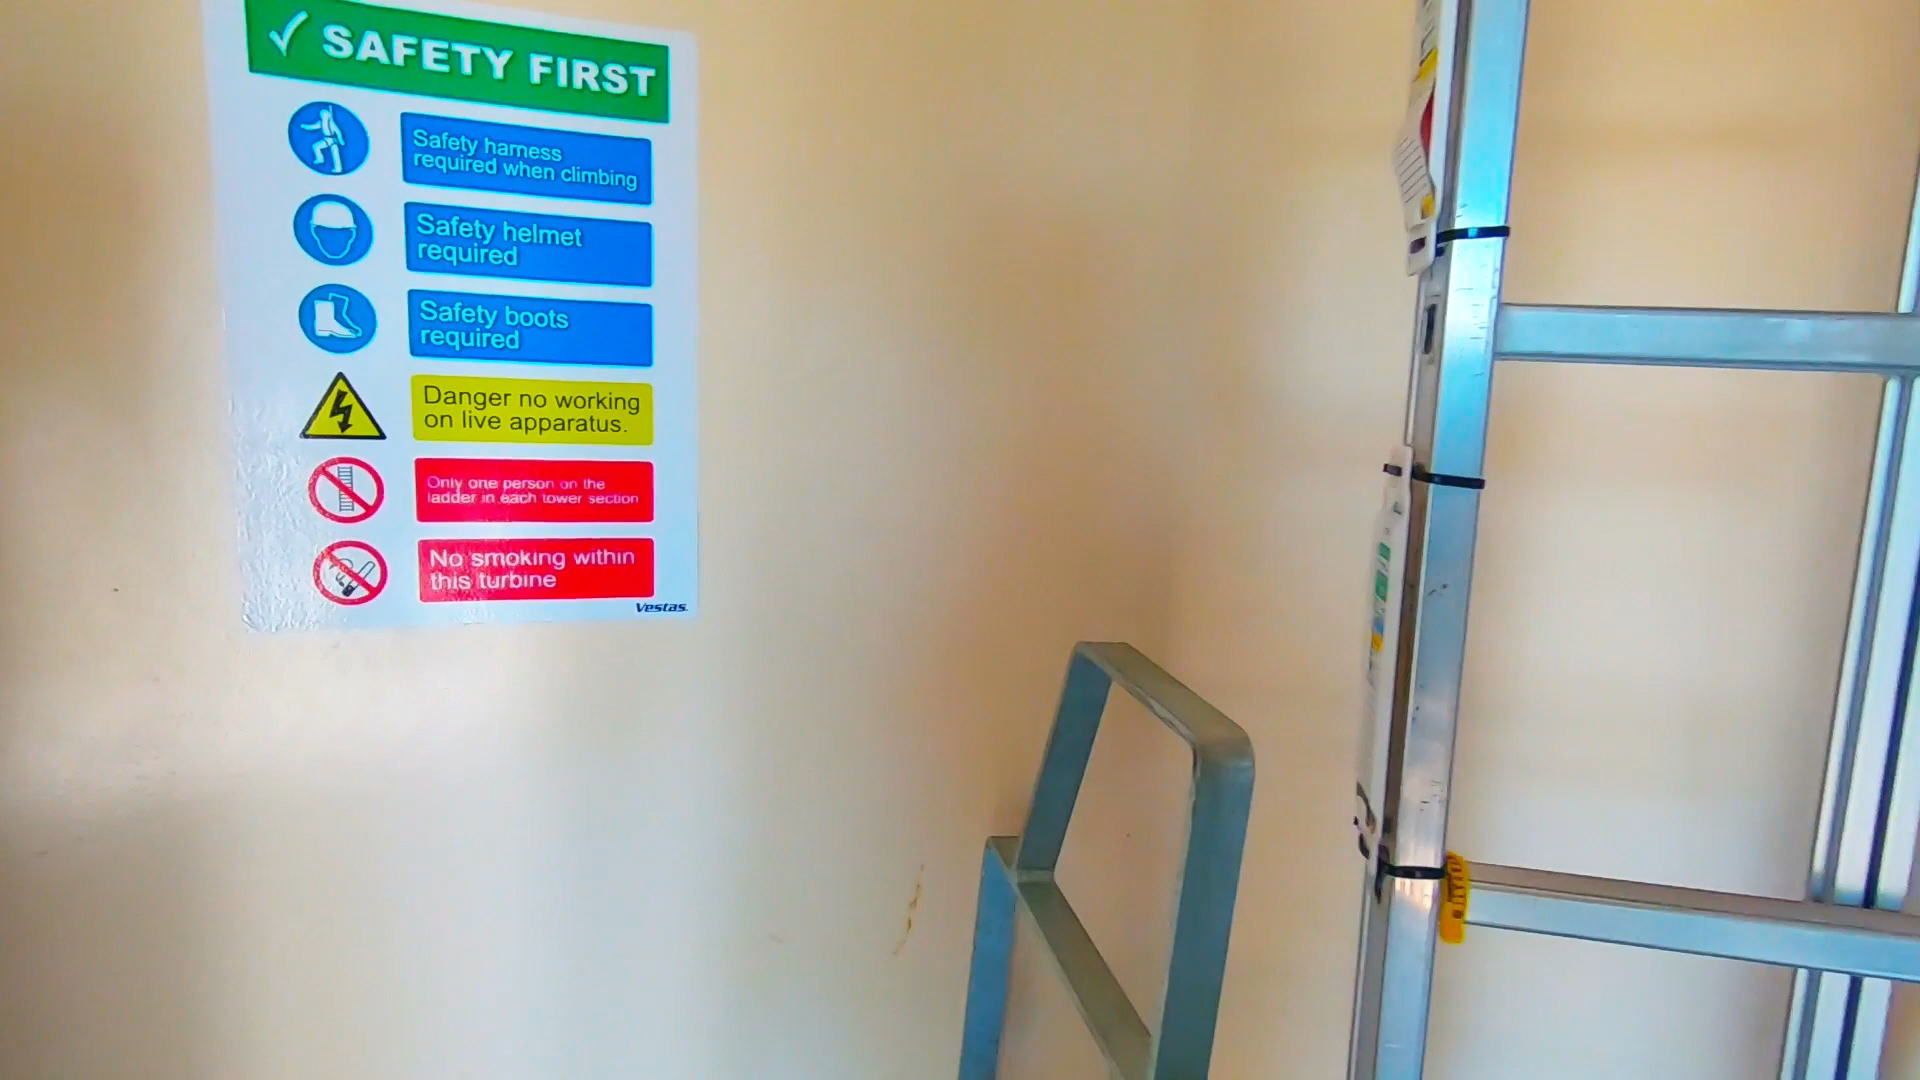 ✓ SAFETY FIRST
Safety harness
required when climbing
Safety helmet
required
Safety boots
required
Danger no working
on live apparatus.
Only one person on the
ladder in each tower section
No smoking within
this turbine
Vestas.